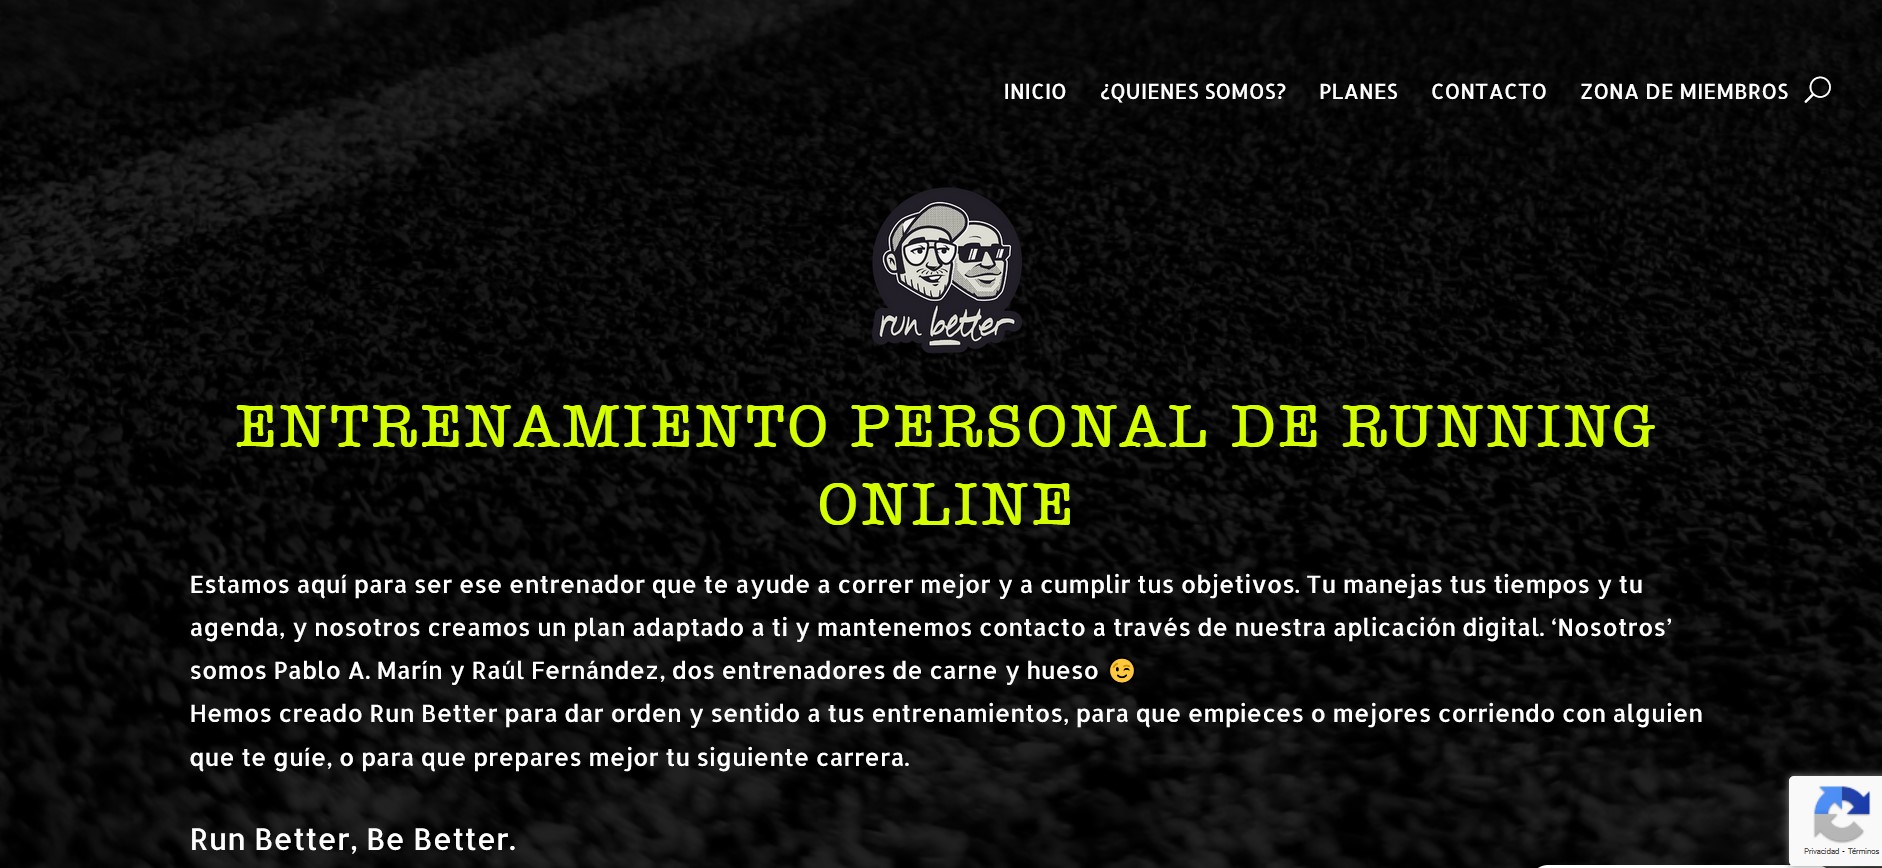 INICIO ¿QUIENES SOMOS? PLANES CONTACTO ZONA DE MIEMBROS
run better
ENTRENAMIENTO PERSONAL DE RUNNING
ONLINE
Estamos aquí para ser ese entrenador que te ayude a correr mejor y a cumplir tus objetivos. Tu manejas tus tiempos y tu
agenda, y nosotros creamos un plan adaptado a ti y mantenemos contacto a través de nuestra aplicación digital. ‘Nosotros’
somos Pablo A. Marín y Raúl Fernández, dos entrenadores de carne y hueso 😉
Hemos creado Run Better para dar orden y sentido a tus entrenamientos, para que empieces o mejores corriendo con alguien
que te guíe, o para que prepares mejor tu siguiente carrera.
Run Better, Be Better.
Privacidad - Términos